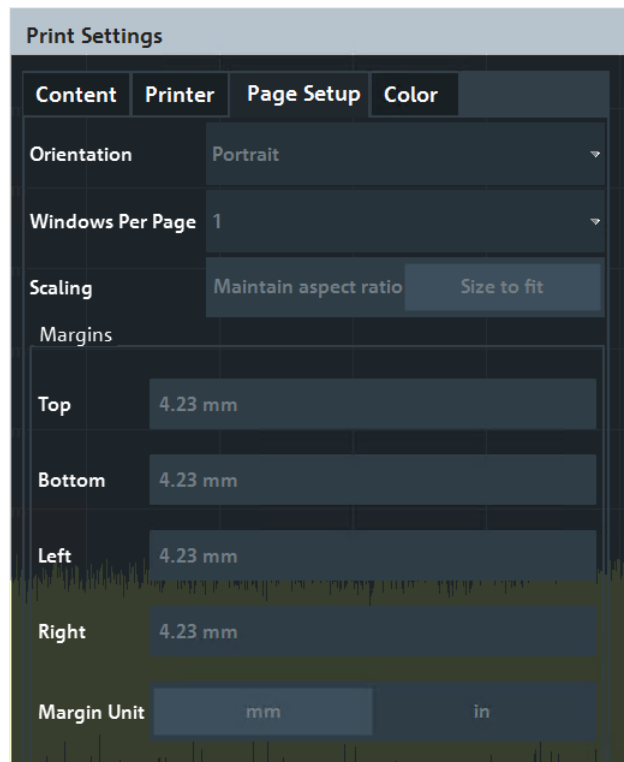 Print Settings
Content Printer Page Setup Color
Orientation Portrait
Windows Per Page 1
Scaling Maintain aspect ratio Size to fit
Margins
Top 4.23 mm
Bottom 4.23 mm
Left 4.23 mm
Right 4.23 mm
Margin Unit mm in